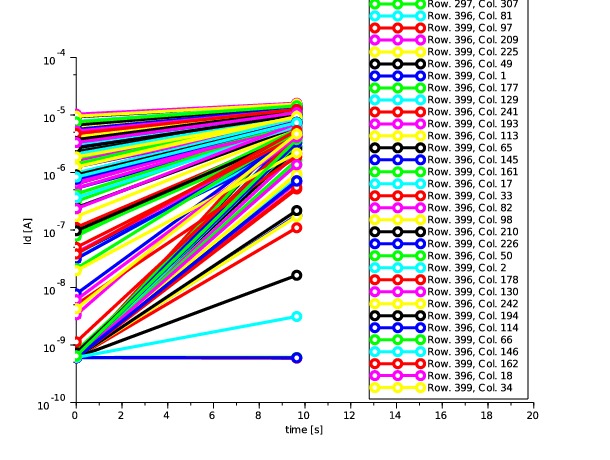 Row. 297, Col. 307
Row. 396, Col. 81
Row. 399, Col. 97
Row. 396, Col. 209
Row. 399, Col. 225
Row. 396, Col. 49
Row. 399, Col. 1
Row. 396, Col. 177
Row. 399, Col. 129
Row. 396, Col. 241
Row. 399, Col. 193
Row. 396, Col. 113
Row. 399, Col. 65
Row. 396, Col. 145
Row. 399, Col. 161
Row. 396, Col. 17
Row. 399, Col. 33
Row. 396, Col. 82
Row. 399, Col. 98
Row. 396, Col. 210
Row. 399, Col. 226
Row. 396, Col. 50
Row. 399, Col. 2
Row. 396, Col. 178
Row. 399, Col. 130
Row. 396, Col. 242
Row. 399, Col. 194
Row. 396, Col. 114
Row. 399, Col. 66
Row. 396, Col. 146
Row. 399, Col. 162
Row. 396, Col. 18
Row. 399, Col. 34
10^-4
10^-5
10^-6
10^-7
10^-8
10^-9
10^-10
Id [A]
0 2 4 6 8 10 12 14 16 18 20
time [s]